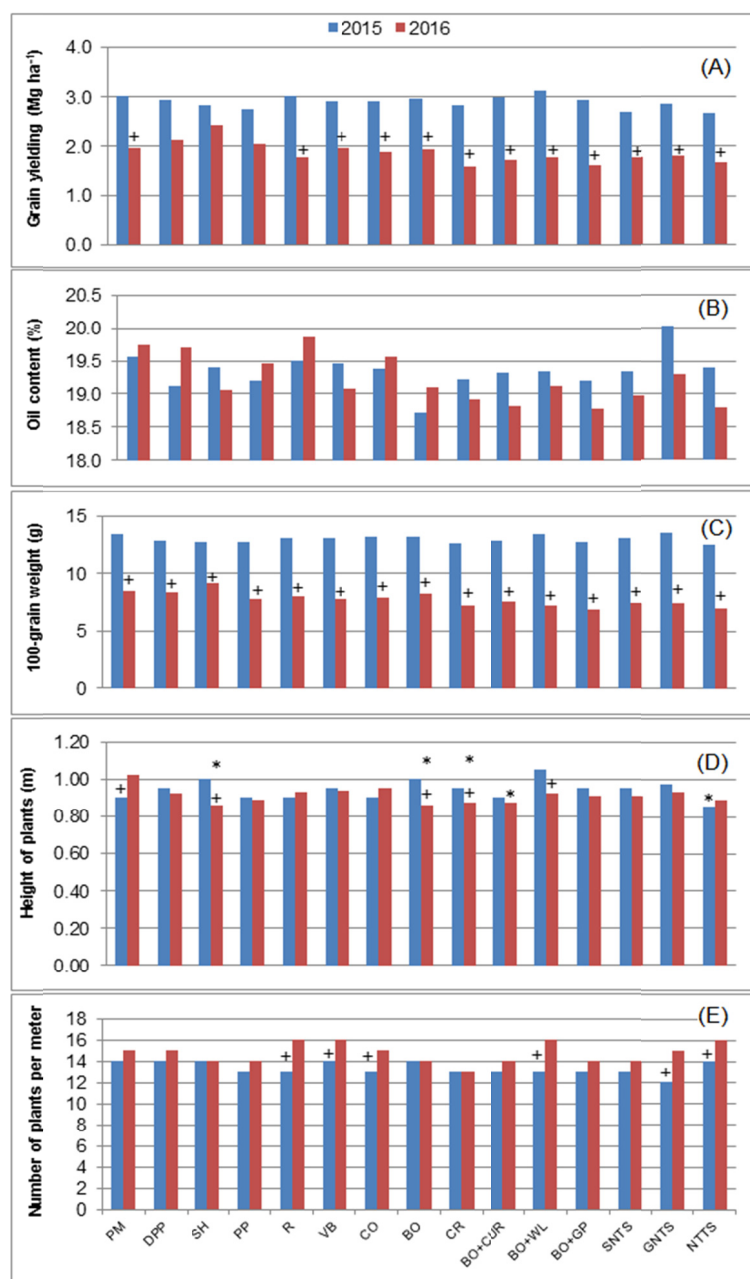 2015 2016
(A)
Grain yielding (Mg ha⁻¹)
4.0
3.0
2.0
1.0
0.0
+ + + + + + + + + + + +
(B)
Oil content (%)
20.5
20.0
19.5
19.0
18.5
18.0
(C)
100-grain weight (g)
15
10
5
0
+ + + + + + + + + + + + + + +
(D)
Height of plants (m)
1.20
1.00
0.80
0.60
0.40
0.20
0.00
* * *
+ + + + + * *
(E)
Number of plants per meter
18
16
14
12
10
8
6
4
2
0
+ + + + + +
PM DPP SH PP R VB CO BO CR BO+CJR BO+WL BO+GP SNTS GNTS NTTS